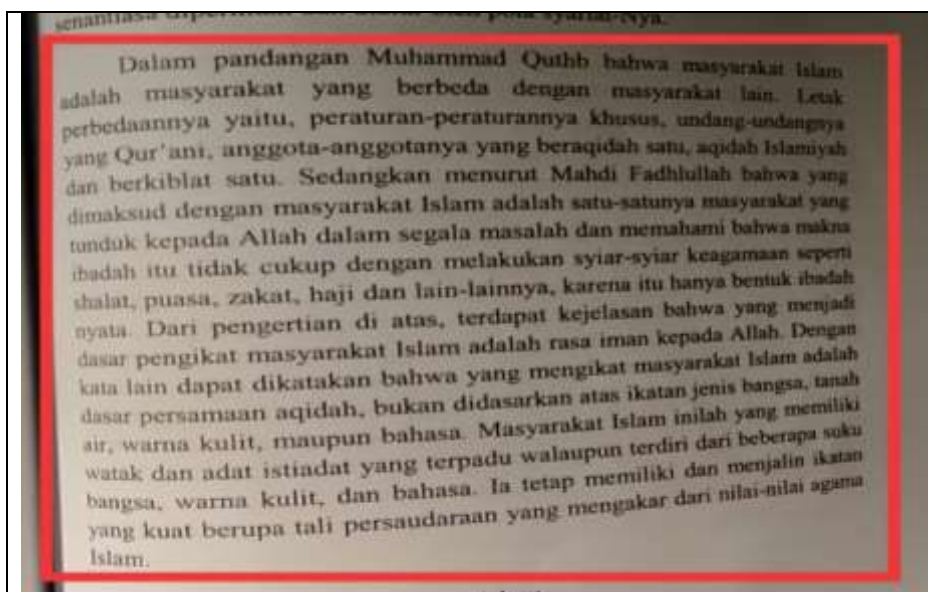 senantiasa
Dalam pandangan Muhammad Quthb bahwa masyarakat Islam
adalah masyarakat yang berbeda dengan masyarakat lain. Letak
perbedaannya yaitu, peraturan-peraturannya khusus, undang-undangnya
yang Qur'ani, anggota-anggotanya yang beraqidah satu, aqidah Islamiyah
dan berkiblat satu. Sedangkan menurut Mahdi Fadhlullah bahwa yang
dimaksud dengan masyarakat Islam adalah satu-satunya masyarakat yang
tunduk kepada Allah dalam segala masalah dan memahami bahwa makna
ibadah itu tidak cukup dengan melakukan syiar-syiar keagamaan seperti
shalat, puasa, zakat, haji dan lain-lainnya, karena itu hanya bentuk ibadah
nyata. Dari pengertian di atas, terdapat kejelasan bahwa yang menjadi
dasar pengikat masyarakat Islam adalah rasa iman kepada Allah. Dengan
kata lain dapat dikatakan bahwa yang mengikat masyarakat Islam adalah
dasar persamaan aqidah, bukan didasarkan atas ikatan jenis bangsa, tanah
air, warna kulit, maupun bahasa. Masyarakat Islam inilah yang memiliki
watak dan adat istiadat yang terpadu walaupun terdiri dari beberapa suku
bangsa, warna kulit, dan bahasa. Ia tetap memiliki dan menjalin ikatan
yang kuat berupa tali persaudaraan yang mengakar dari nilai-nilai agama
Islam.